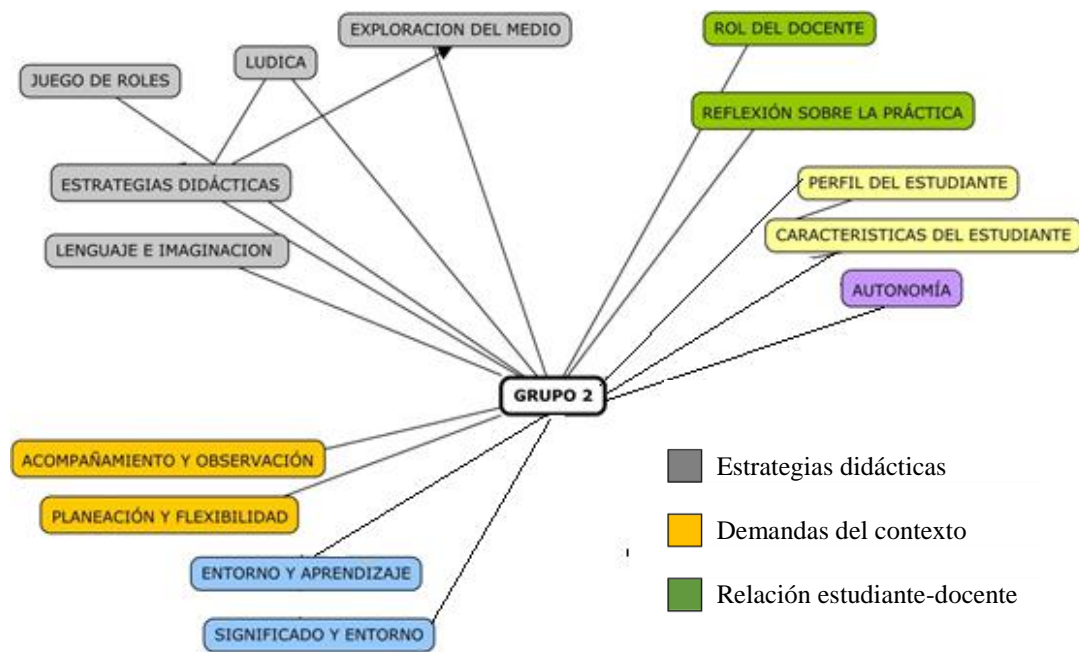 EXPLORACION DEL MEDIO
ROL DEL DOCENTE
LUDICA
JUEGO DE ROLES
REFLEXIÓN SOBRE LA PRÁCTICA
ESTRATEGIAS DIDÁCTICAS
PERFIL DEL ESTUDIANTE
CARACTERISTICAS DEL ESTUDIANTE
LENGUAJE E IMAGINACION
AUTONOMÍA
GRUPO 2
ACOMPAÑAMIENTO Y OBSERVACIÓN
PLANEACIÓN Y FLEXIBILIDAD
ENTORNO Y APRENDIZAJE
SIGNIFICADO Y ENTORNO
Estrategias didácticas
Demandas del contexto
Relación estudiante-docente